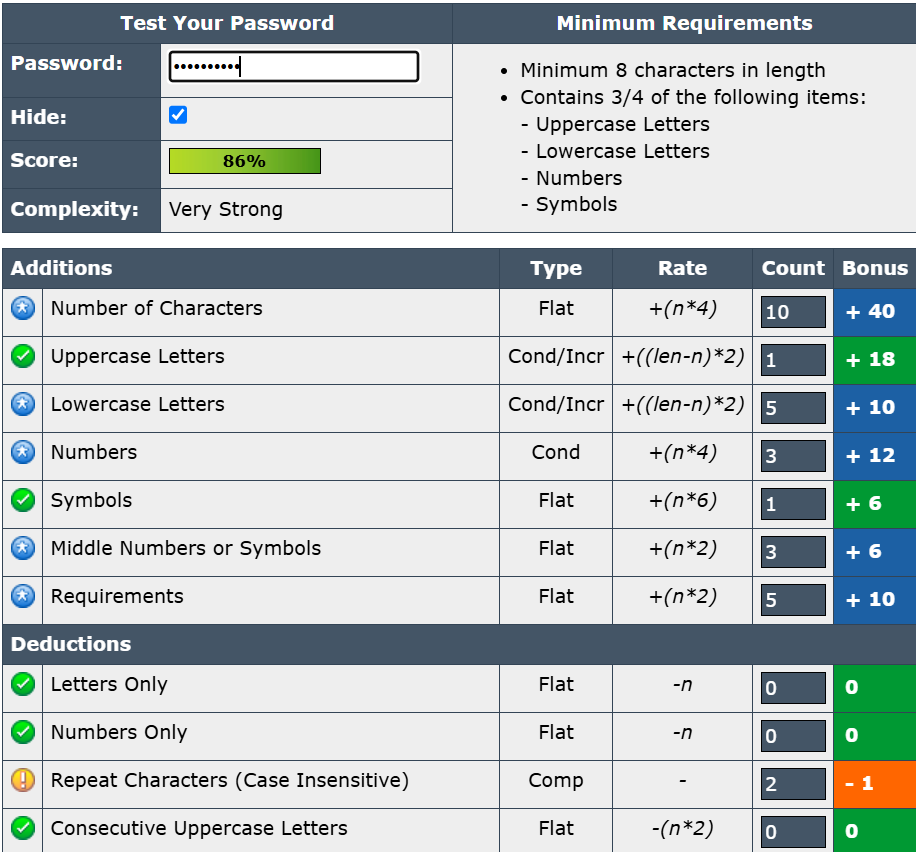 Test Your Password Minimum Requirements
Password: ••••••••••
• Minimum 8 characters in length
• Contains 3/4 of the following items:
- Uppercase Letters
- Lowercase Letters
- Numbers
- Symbols
Hide:
Score: 86%
Complexity: Very Strong
Additions Type Rate Count Bonus
Number of Characters Flat +(n*4) 10 + 40
Uppercase Letters Cond/Incr +((len-n)*2) 1 + 18
Lowercase Letters Cond/Incr +((len-n)*2) 5 + 10
Numbers Cond +(n*4) 3 + 12
Symbols Flat +(n*6) 1 + 6
Middle Numbers or Symbols Flat +(n*2) 3 + 6
Requirements Flat +(n*2) 5 + 10
Deductions
Letters Only Flat -n 0 0
Numbers Only Flat -n 0 0
Repeat Characters (Case Insensitive) Comp - 2 - 1
Consecutive Uppercase Letters Flat -(n*2) 0 0